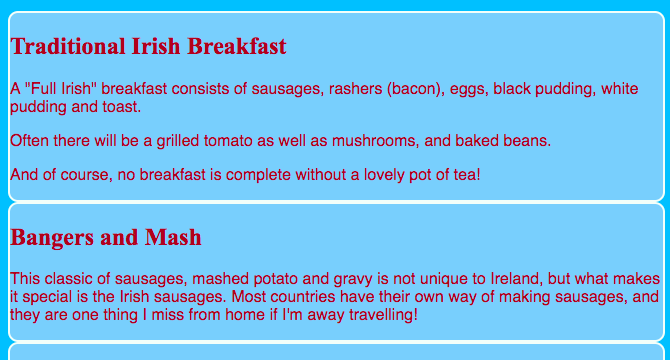 Traditional Irish Breakfast
A "Full Irish" breakfast consists of sausages, rashers (bacon), eggs, black pudding, white
pudding and toast.
Often there will be a grilled tomato as well as mushrooms, and baked beans.
And of course, no breakfast is complete without a lovely pot of tea!
Bangers and Mash
This classic of sausages, mashed potato and gravy is not unique to Ireland, but what makes
it special is the Irish sausages. Most countries have their own way of making sausages, and
they are one thing I miss from home if I'm away travelling!